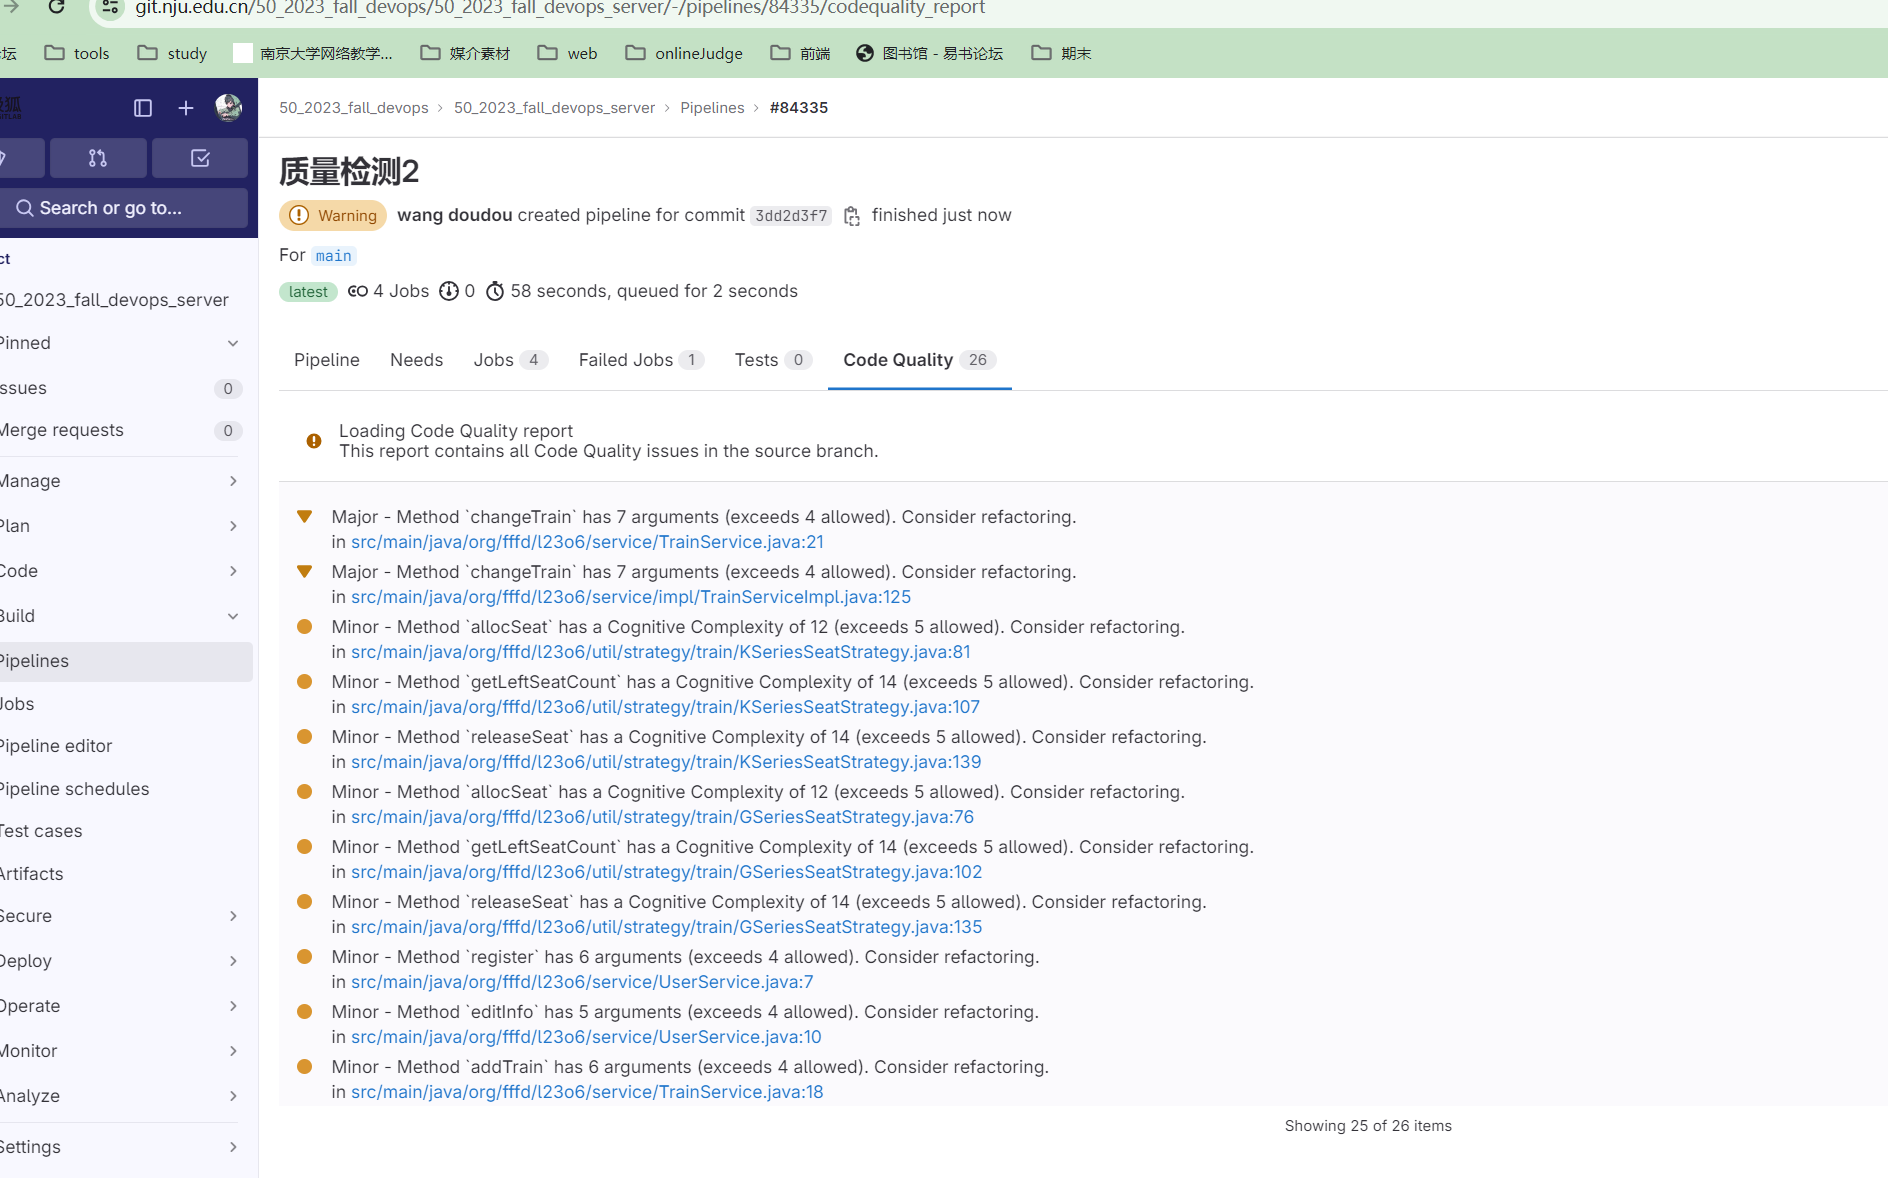 git.nju.edu.cn/50_2023_fall_devops/50_2023_fall_devops_server/-/pipelines/84335/codequality_report
坛 tools study 南京大学网络教学... 媒介素材 web onlineJudge 前端 图书馆 - 易书论坛 期末
50_2023_fall_devops › 50_2023_fall_devops_server › Pipelines › #84335
质量检测2
Search or go to...
Warning wang doudou created pipeline for commit 3dd2d3f7 finished just now
For main
ct
latest 4 Jobs 0 58 seconds, queued for 2 seconds
50_2023_fall_devops_server
Pinned
Issues 0
Merge requests 0
Manage
Plan
Code
Build
Pipelines
Jobs
Pipeline editor
Pipeline schedules
Test cases
Artifacts
Secure
Deploy
Operate
Monitor
Analyze
Settings
Pipeline Needs Jobs 4 Failed Jobs 1 Tests 0 Code Quality 26
Loading Code Quality report
This report contains all Code Quality issues in the source branch.
Major - Method `changeTrain` has 7 arguments (exceeds 4 allowed). Consider refactoring.
in src/main/java/org/fffd/l23o6/service/TrainService.java:21
Major - Method `changeTrain` has 7 arguments (exceeds 4 allowed). Consider refactoring.
in src/main/java/org/fffd/l23o6/service/impl/TrainServiceImpl.java:125
Minor - Method `allocSeat` has a Cognitive Complexity of 12 (exceeds 5 allowed). Consider refactoring.
in src/main/java/org/fffd/l23o6/util/strategy/train/KSeriesSeatStrategy.java:81
Minor - Method `getLeftSeatCount` has a Cognitive Complexity of 14 (exceeds 5 allowed). Consider refactoring.
in src/main/java/org/fffd/l23o6/util/strategy/train/KSeriesSeatStrategy.java:107
Minor - Method `releaseSeat` has a Cognitive Complexity of 14 (exceeds 5 allowed). Consider refactoring.
in src/main/java/org/fffd/l23o6/util/strategy/train/KSeriesSeatStrategy.java:139
Minor - Method `allocSeat` has a Cognitive Complexity of 12 (exceeds 5 allowed). Consider refactoring.
in src/main/java/org/fffd/l23o6/util/strategy/train/GSeriesSeatStrategy.java:76
Minor - Method `getLeftSeatCount` has a Cognitive Complexity of 14 (exceeds 5 allowed). Consider refactoring.
in src/main/java/org/fffd/l23o6/util/strategy/train/GSeriesSeatStrategy.java:102
Minor - Method `releaseSeat` has a Cognitive Complexity of 14 (exceeds 5 allowed). Consider refactoring.
in src/main/java/org/fffd/l23o6/util/strategy/train/GSeriesSeatStrategy.java:135
Minor - Method `register` has 6 arguments (exceeds 4 allowed). Consider refactoring.
in src/main/java/org/fffd/l23o6/service/UserService.java:7
Minor - Method `editInfo` has 5 arguments (exceeds 4 allowed). Consider refactoring.
in src/main/java/org/fffd/l23o6/service/UserService.java:10
Minor - Method `addTrain` has 6 arguments (exceeds 4 allowed). Consider refactoring.
in src/main/java/org/fffd/l23o6/service/TrainService.java:18
Showing 25 of 26 items